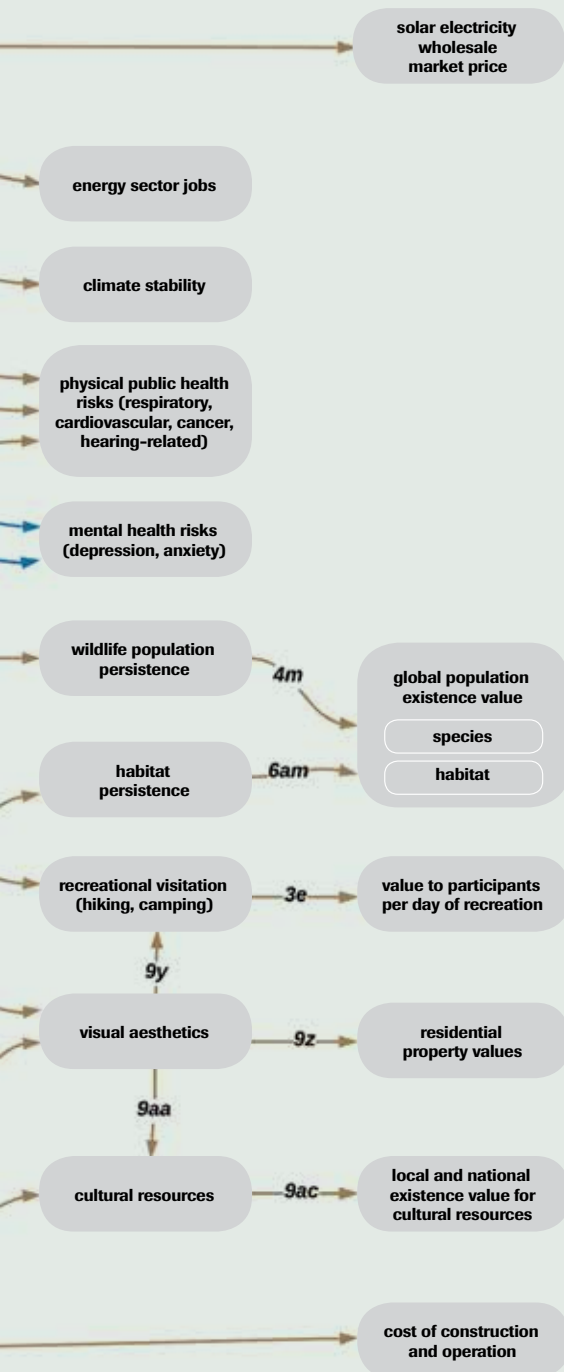 solar electricity
wholesale
market price
energy sector jobs
climate stability
physical public health
risks (respiratory,
cardiovascular, cancer,
hearing-related)
mental health risks
(depression, anxiety)
wildlife population
persistence
4m
global population
existence value
species
habitat
habitat
persistence
6am
recreational visitation
(hiking, camping)
3e
value to participants
per day of recreation
9y
visual aesthetics
9z
residential
property values
9aa
cultural resources
9ac
local and national
existence value for
cultural resources
cost of construction
and operation